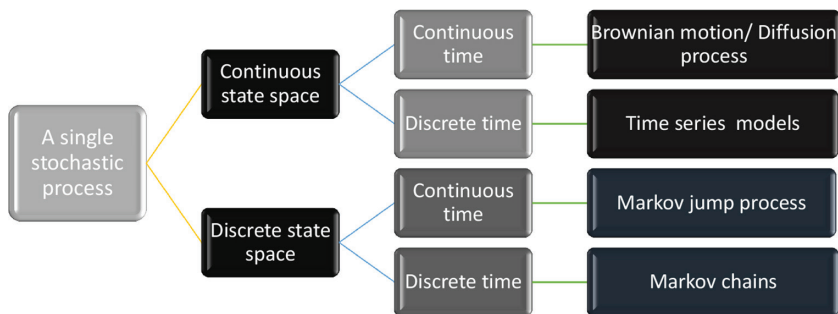 A single
stochastic
process
Continuous
state space
Continuous
time
Brownian motion/ Diffusion
process
Discrete time
Time series models
Discrete state
space
Continuous
time
Markov jump process
Discrete time
Markov chains